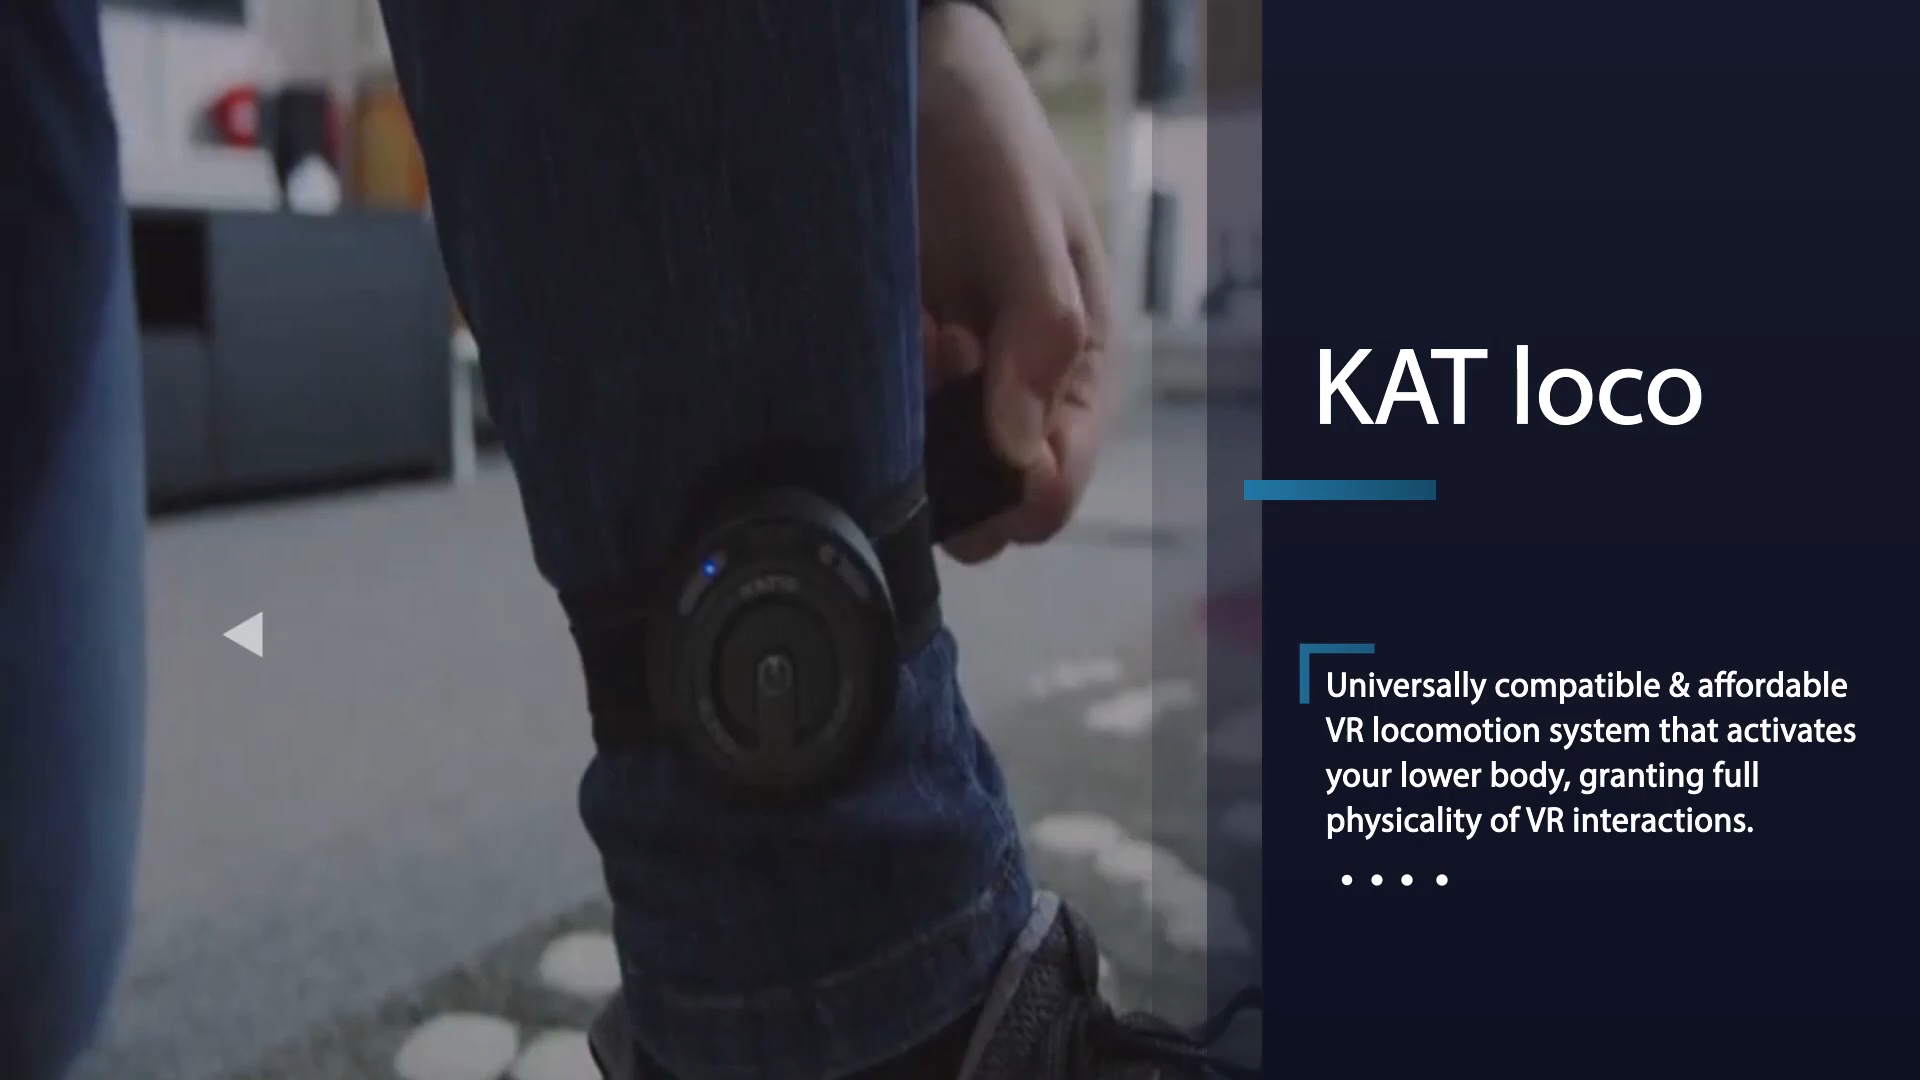 KAT loco
Universally compatible & affordable
VR locomotion system that activates
your lower body, granting full
physicality of VR interactions.